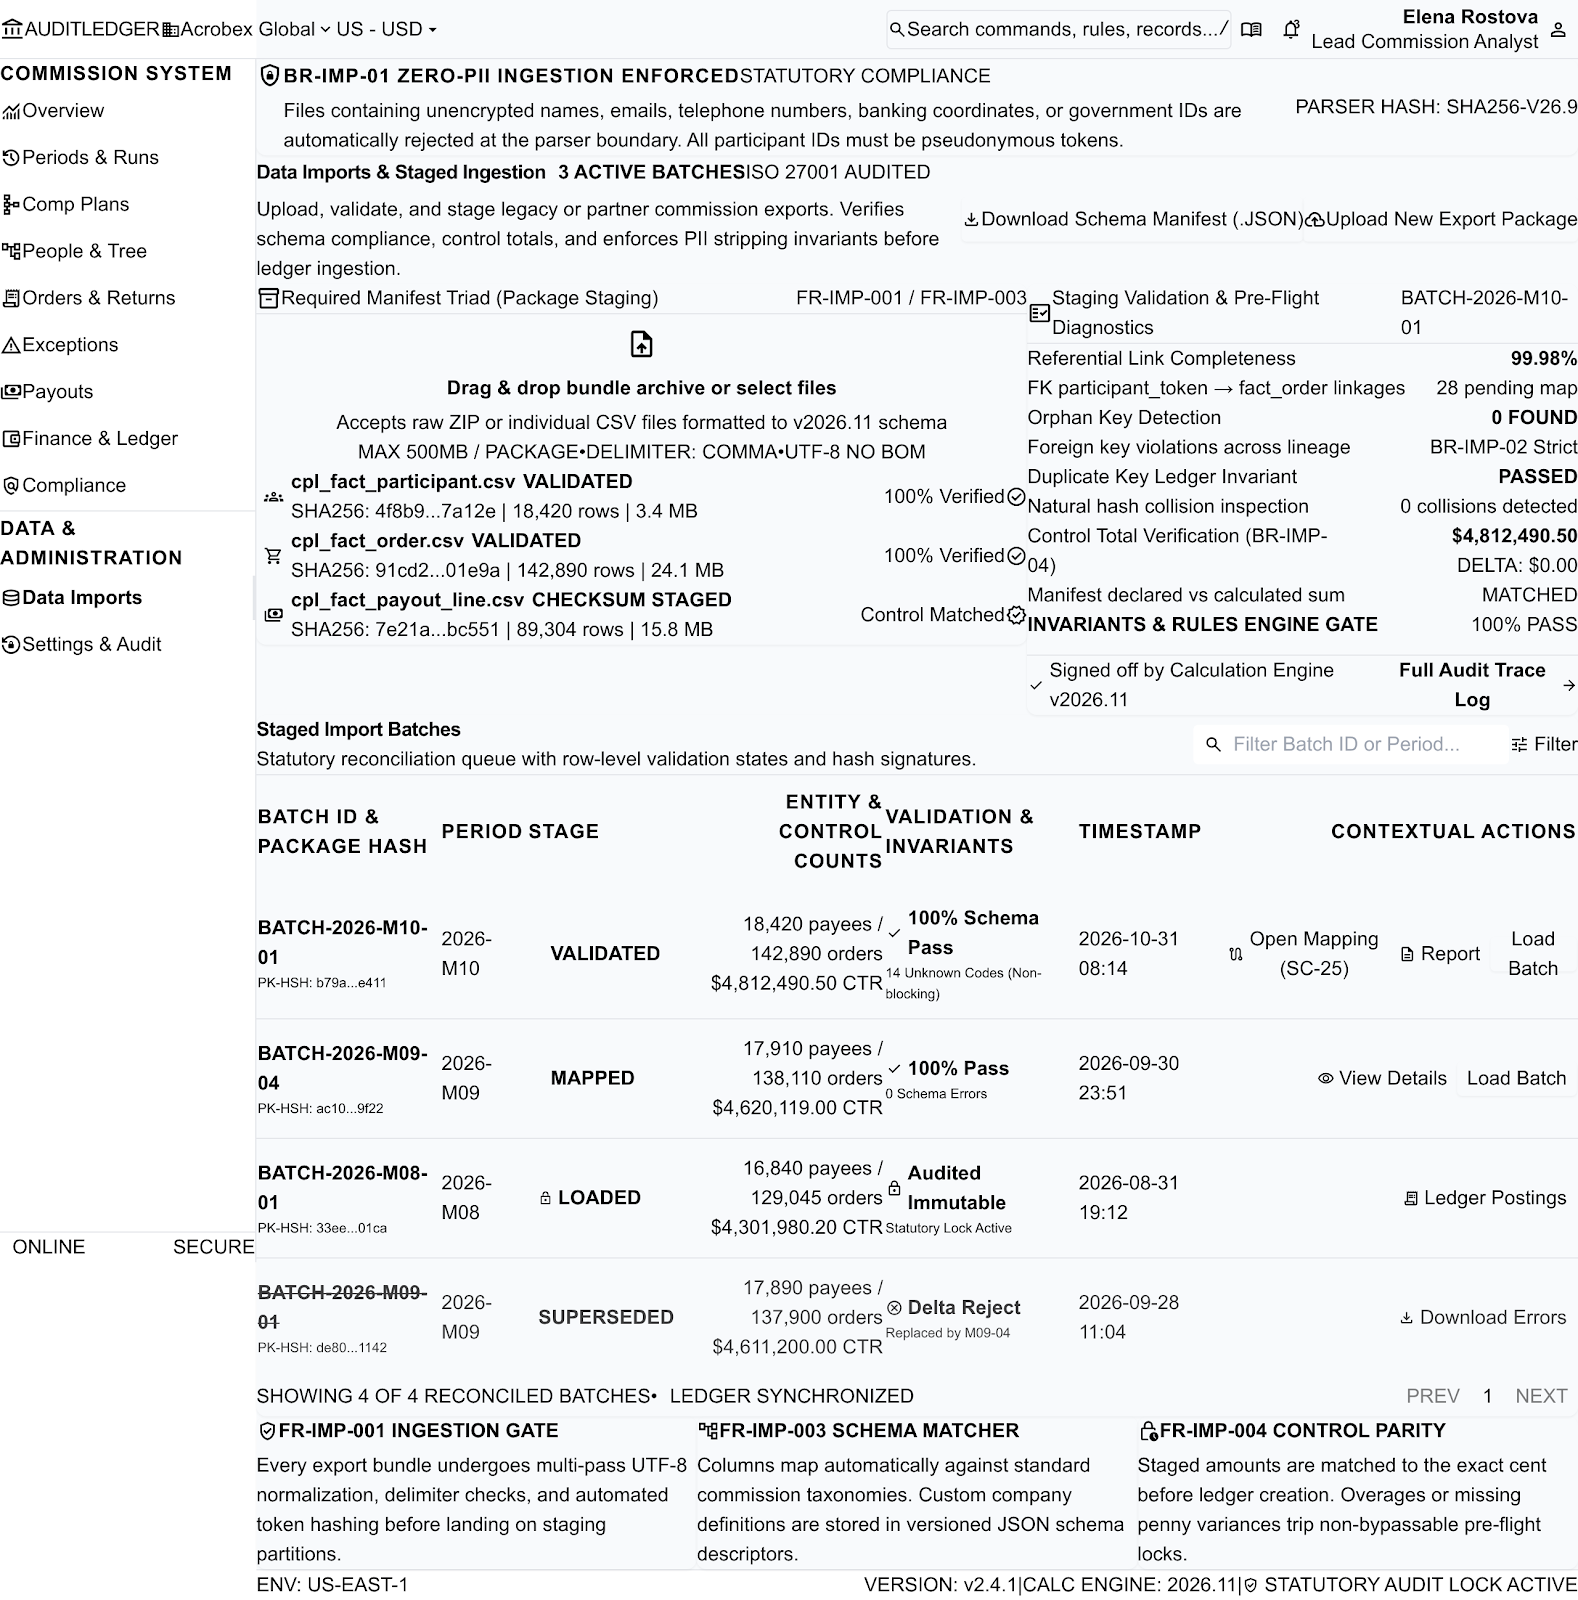 AUDITLEDGER Acrobex Global US - USD Search commands, rules, records... / Elena Rostova
Lead Commission Analyst
COMMISSION SYSTEM
Overview
Periods & Runs
Comp Plans
People & Tree
Orders & Returns
Exceptions
Payouts
Finance & Ledger
Compliance
DATA &
ADMINISTRATION
Data Imports
Settings & Audit
ONLINE SECURE
BR-IMP-01 ZERO-PII INGESTION ENFORCEDSTATUTORY COMPLIANCE
Files containing unencrypted names, emails, telephone numbers, banking coordinates, or government IDs are
automatically rejected at the parser boundary. All participant IDs must be pseudonymous tokens.
PARSER HASH: SHA256-V26.9
Data Imports & Staged Ingestion 3 ACTIVE BATCHESISO 27001 AUDITED
Upload, validate, and stage legacy or partner commission exports. Verifies
schema compliance, control totals, and enforces PII stripping invariants before
ledger ingestion.
Download Schema Manifest (.JSON) Upload New Export Package
Required Manifest Triad (Package Staging) FR-IMP-001 / FR-IMP-003
Drag & drop bundle archive or select files
Accepts raw ZIP or individual CSV files formatted to v2026.11 schema
MAX 500MB / PACKAGE•DELIMITER: COMMA•UTF-8 NO BOM
cpl_fact_participant.csv VALIDATED
SHA256: 4f8b9...7a12e | 18,420 rows | 3.4 MB
100% Verified
cpl_fact_order.csv VALIDATED
SHA256: 91cd2...01e9a | 142,890 rows | 24.1 MB
100% Verified
cpl_fact_payout_line.csv CHECKSUM STAGED
SHA256: 7e21a...bc551 | 89,304 rows | 15.8 MB
Control Matched
Staging Validation & Pre-Flight
Diagnostics
BATCH-2026-M10-
01
Referential Link Completeness 99.98%
FK participant_token → fact_order linkages 28 pending map
Orphan Key Detection 0 FOUND
Foreign key violations across lineage BR-IMP-02 Strict
Duplicate Key Ledger Invariant PASSED
Natural hash collision inspection 0 collisions detected
Control Total Verification (BR-IMP-
04)
$4,812,490.50
DELTA: $0.00
Manifest declared vs calculated sum MATCHED
INVARIANTS & RULES ENGINE GATE 100% PASS
Signed off by Calculation Engine
v2026.11
Full Audit Trace
Log
Staged Import Batches
Statutory reconciliation queue with row-level validation states and hash signatures.
Filter Batch ID or Period... Filter
BATCH ID &
PACKAGE HASH
PERIOD
STAGE
ENTITY &
CONTROL
COUNTS
VALIDATION &
INVARIANTS
TIMESTAMP
CONTEXTUAL ACTIONS
BATCH-2026-M10-
01
PK-HSH: b79a...e411
2026-
M10
VALIDATED
18,420 payees /
142,890 orders
$4,812,490.50 CTR
100% Schema
Pass
14 Unknown Codes (Non-
blocking)
2026-10-31
08:14
Open Mapping
(SC-25)
Report
Load
Batch
BATCH-2026-M09-
04
PK-HSH: ac10...9f22
2026-
M09
MAPPED
17,910 payees /
138,110 orders
$4,620,119.00 CTR
100% Pass
0 Schema Errors
2026-09-30
23:51
View Details Load Batch
BATCH-2026-M08-
01
PK-HSH: 33ee...01ca
2026-
M08
LOADED
16,840 payees /
129,045 orders
$4,301,980.20 CTR
Audited
Immutable
Statutory Lock Active
2026-08-31
19:12
Ledger Postings
BATCH-2026-M09-
01
PK-HSH: de80...1142
2026-
M09
SUPERSEDED
17,890 payees /
137,900 orders
$4,611,200.00 CTR
Delta Reject
Replaced by M09-04
2026-09-28
11:04
Download Errors
SHOWING 4 OF 4 RECONCILED BATCHES• LEDGER SYNCHRONIZED PREV 1 NEXT
FR-IMP-001 INGESTION GATE
Every export bundle undergoes multi-pass UTF-8
normalization, delimiter checks, and automated
token hashing before landing on staging
partitions.
FR-IMP-003 SCHEMA MATCHER
Columns map automatically against standard
commission taxonomies. Custom company
definitions are stored in versioned JSON schema
descriptors.
FR-IMP-004 CONTROL PARITY
Staged amounts are matched to the exact cent
before ledger creation. Overages or missing
penny variances trip non-bypassable pre-flight
locks.
ENV: US-EAST-1 VERSION: v2.4.1|CALC ENGINE: 2026.11| STATUTORY AUDIT LOCK ACTIVE